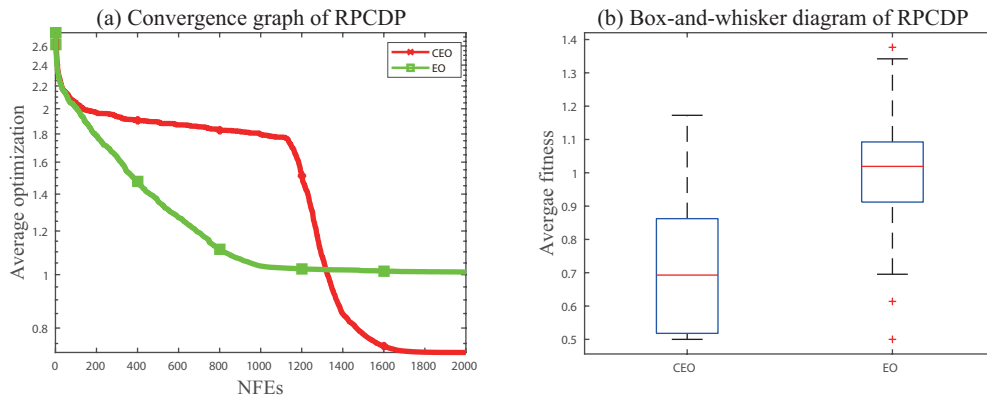 (a) Convergence graph of RPCDP
2.6
2.4
2.2
2
1.8
1.6
1.4
1.2
1
0.8
Average optimization
0 200 400 600 800 1000 1200 1400 1600 1800 2000
NFEs
CEO
EO
(b) Box-and-whisker diagram of RPCDP
1.4
1.3
1.2
1.1
1
0.9
0.8
0.7
0.6
0.5
Avergae fitness
CEO EO